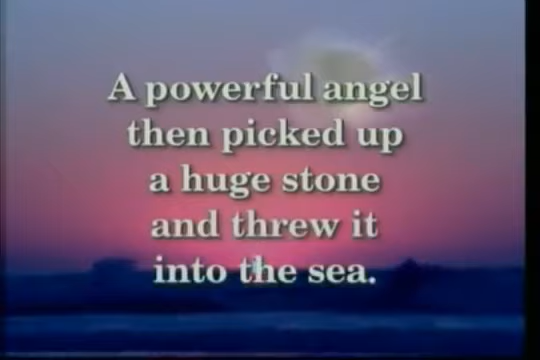 A powerful angel
then picked up
a huge stone
and threw it
into the sea.